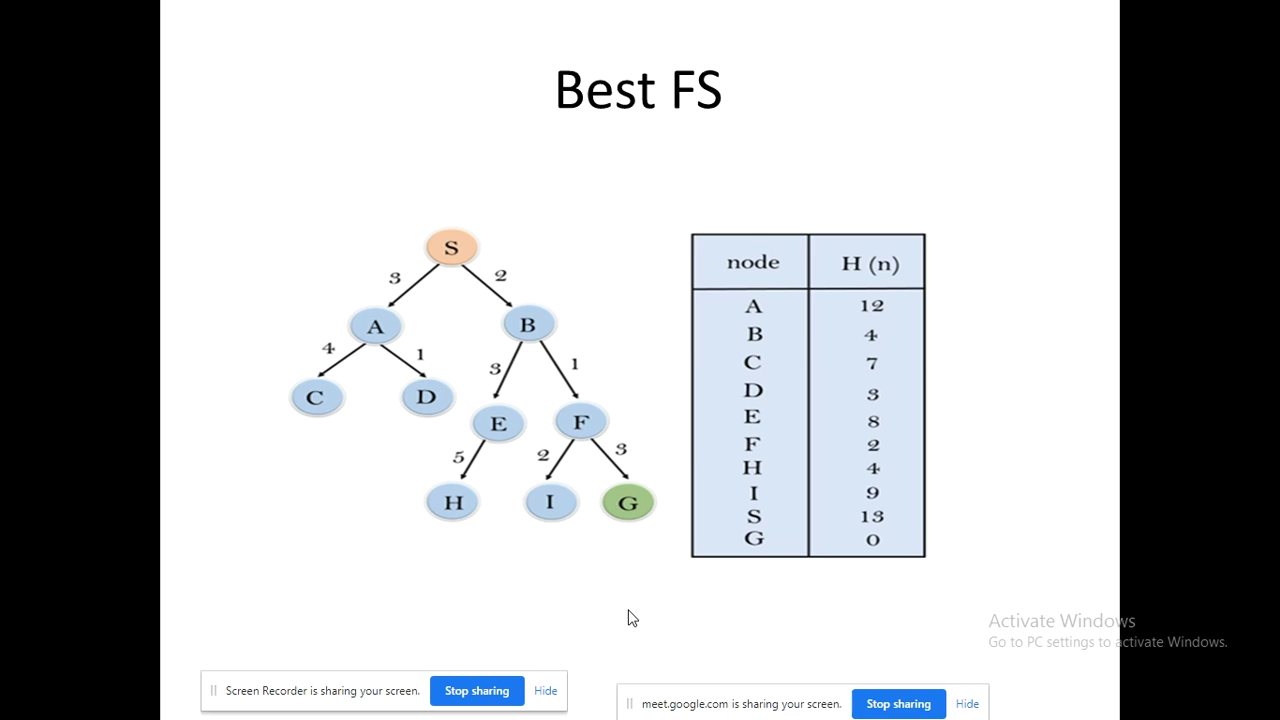 Best FS
S
3 2
A B
4 1 3 1
C D E F
5 2 3
H I G
node H (n)
A 12
B 4
C 7
D 3
E 8
F 2
H 4
I 9
S 13
G 0
Activate Windows
Go to PC settings to activate Windows.
Screen Recorder is sharing your screen. Stop sharing Hide
meet.google.com is sharing your screen. Stop sharing Hide